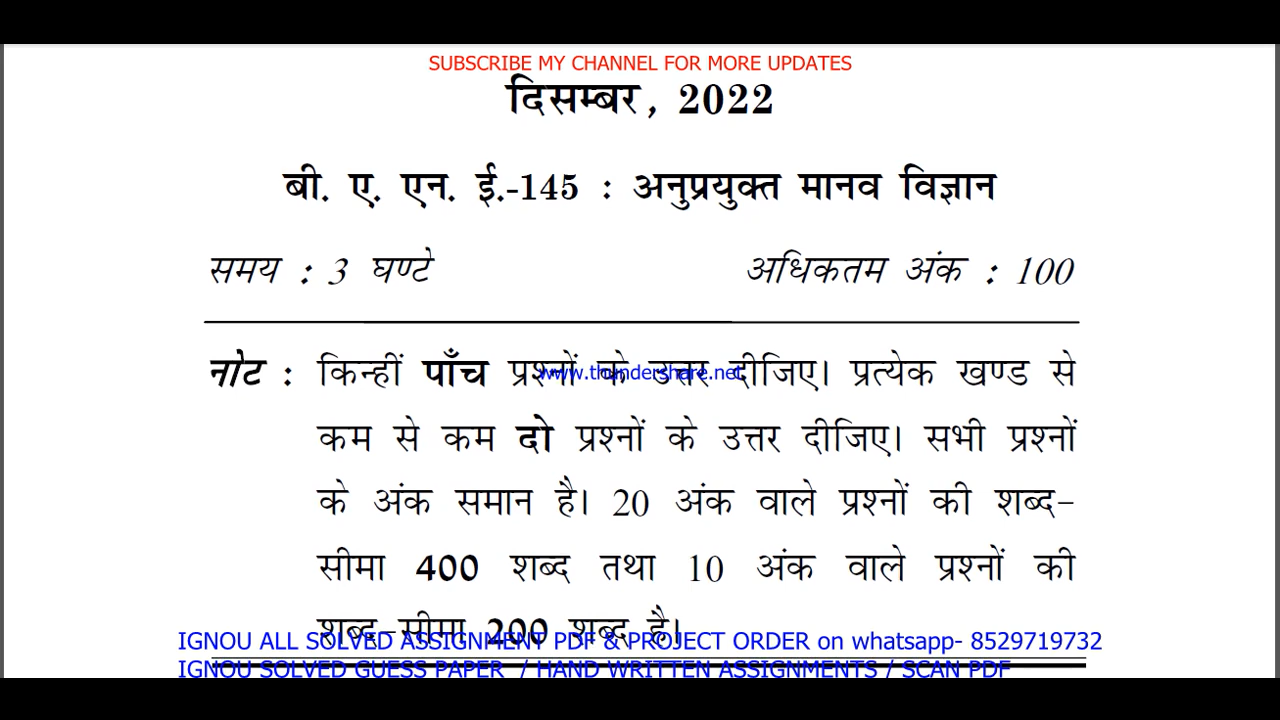 SUBSCRIBE MY CHANNEL FOR MORE UPDATES
दिसम्बर, 2022
बी. ए. एन. ई.-145 : अनुप्रयुक्त मानव विज्ञान
समय : 3 घण्टे अधिकतम अंक : 100
नोट : किन्हीं पाँच प्रश्नों के उत्तर दीजिए। प्रत्येक खण्ड से
www.thundershare.net
कम से कम दो प्रश्नों के उत्तर दीजिए। सभी प्रश्नों
के अंक समान है। 20 अंक वाले प्रश्नों की शब्द-
सीमा 400 शब्द तथा 10 अंक वाले प्रश्नों की
शब्द-सीमा 200 शब्द है।
IGNOU ALL SOLVED ASSIGNMENT PDF & PROJECT ORDER on whatsapp- 8529719732
IGNOU SOLVED GUESS PAPER / HAND WRITTEN ASSIGNMENTS / SCAN PDF